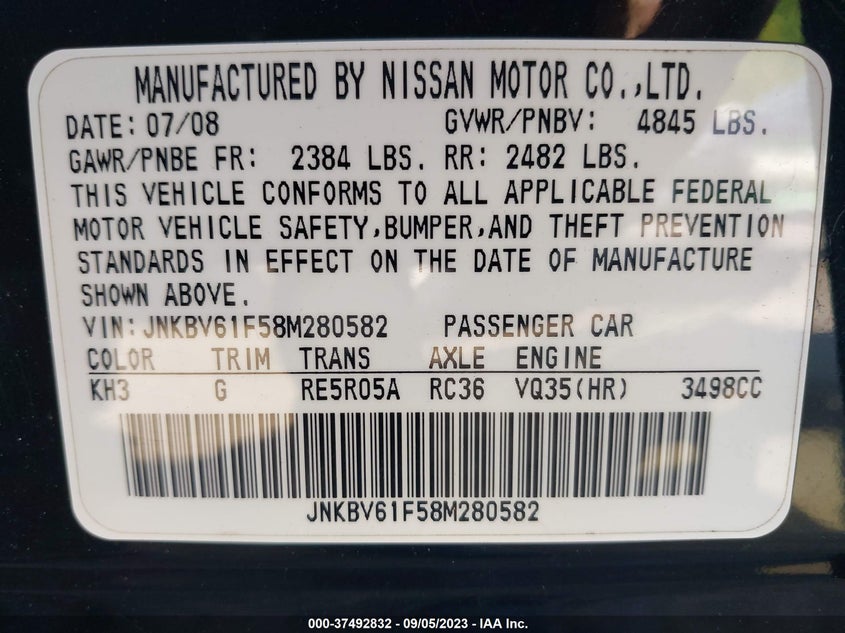 MANUFACTURED BY NISSAN MOTOR CO.,LTD.
DATE: 07/08 GVWR/PNBV: 4845 LBS.
GAWR/PNBE FR: 2384 LBS. RR: 2482 LBS.
THIS VEHICLE CONFORMS TO ALL APPLICABLE FEDERAL
MOTOR VEHICLE SAFETY,BUMPER,AND THEFT PREVENTION
STANDARDS IN EFFECT ON THE DATE OF MANUFACTURE
SHOWN ABOVE.
VIN: JNKBV61F58M280582 PASSENGER CAR
COLOR TRIM TRANS AXLE ENGINE
KH3 G RE5R05A RC36 VQ35(HR) 3498CC
JNKBV61F58M280582
000-37492832 - 09/05/2023 - IAA Inc.